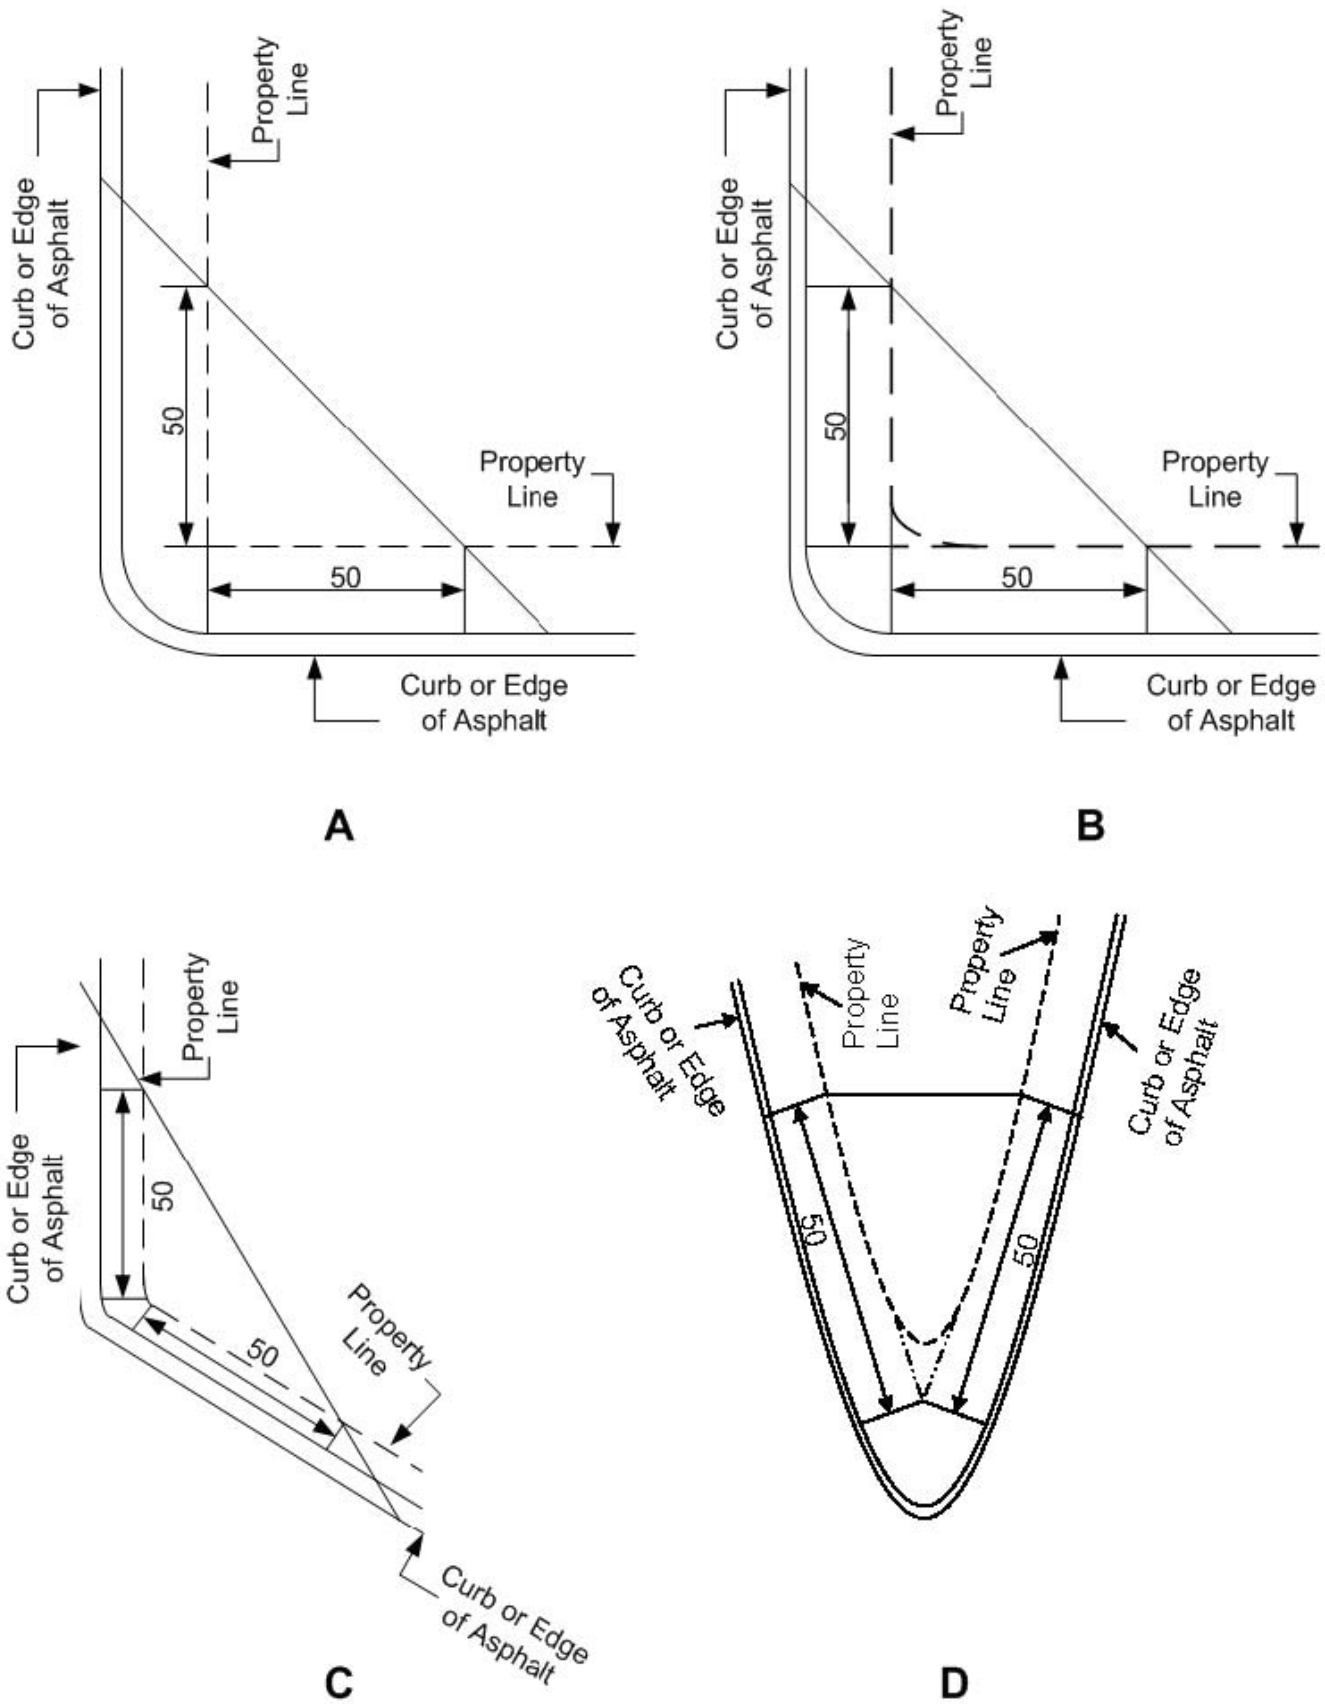 Property
Line
Curb or Edge
of Asphalt
50
Property
Line
50
Curb or Edge
of Asphalt
A
Property
Line
Curb or Edge
of Asphalt
50
Property
Line
50
Curb or Edge
of Asphalt
B
Property
Line
Curb or Edge
of Asphalt
50
50
Property
Line
Curb or Edge
of Asphalt
C
Curb or Edge
of Asphalt
Property
Line
Property
Line
Curb or Edge
of Asphalt
50
50
D